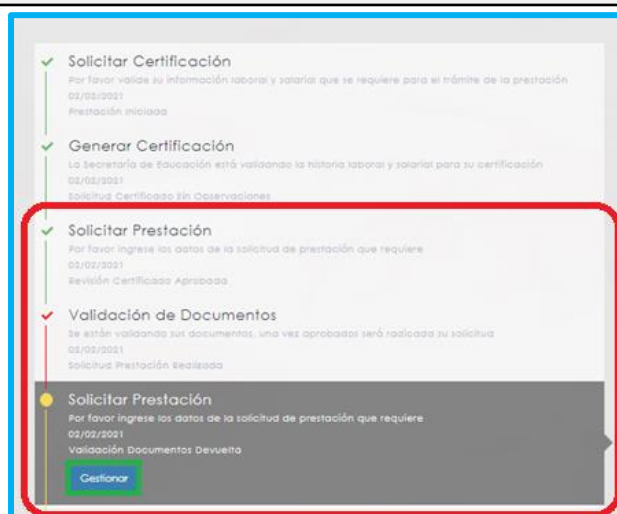 Solicitar Certificación
Por favor valide su información laboral y salarial que se requiere para el trámite de la prestación
02/02/2021
Prestación Iniciada
Generar Certificación
La Secretaría de Educación está validando la historia laboral y salarial para su certificación
02/02/2021
Solicitud Certificado Sin Observaciones
Solicitar Prestación
Por favor ingrese los datos de la solicitud de prestación que requiere
02/02/2021
Revisión Certificado Aprobada
Validación de Documentos
Se están validando sus documentos, una vez aprobados será radicada su solicitud
02/02/2021
Solicitud Prestación Realizada
Solicitar Prestación
Por favor ingrese los datos de la solicitud de prestación que requiere
02/02/2021
Validación Documentos Devuelta
Gestionar